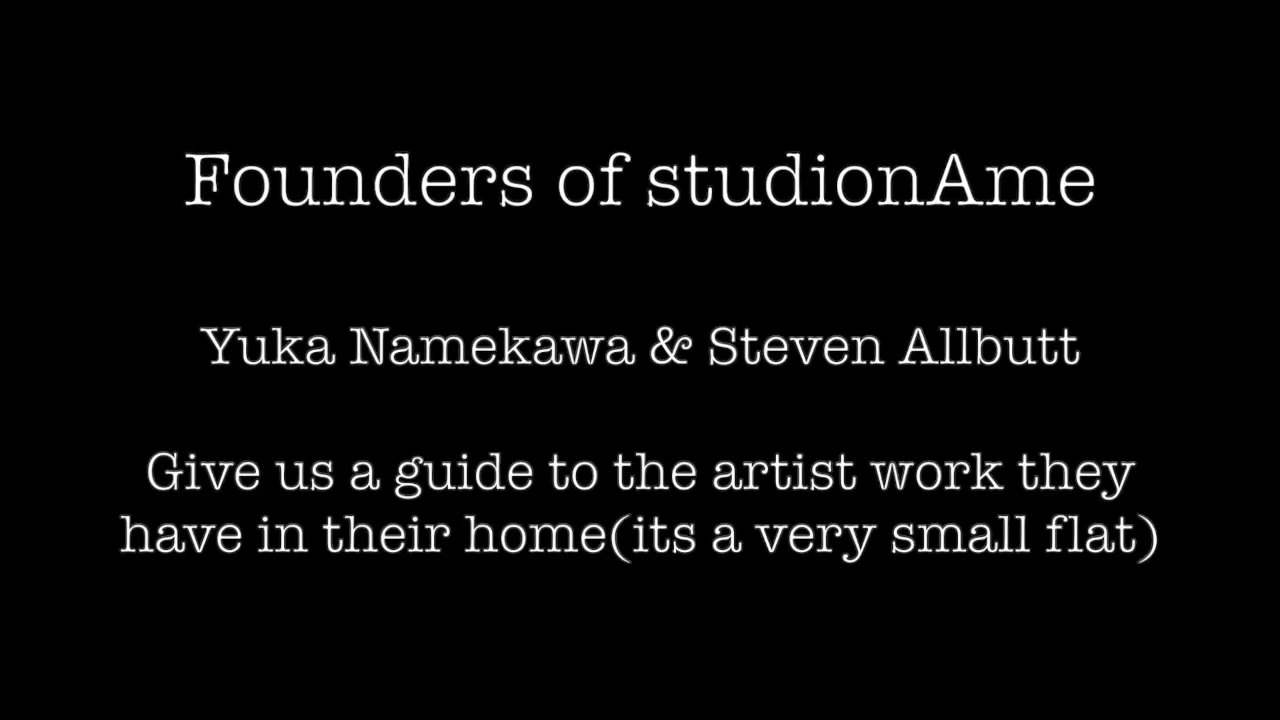 Founders of studionAme
Yuka Namekawa & Steven Allbutt
Give us a guide to the artist work they
have in their home(its a very small flat)